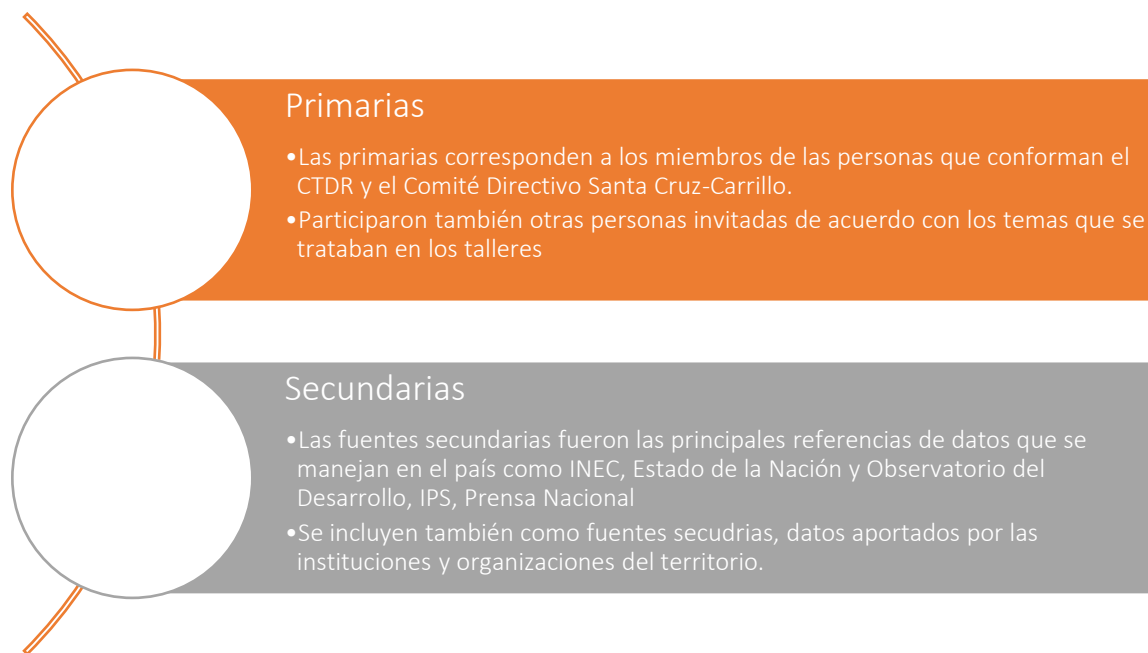 Primarias
•Las primarias corresponden a los miembros de las personas que conforman el
CTDR y el Comité Directivo Santa Cruz-Carrillo.
•Participaron también otras personas invitadas de acuerdo con los temas que se
trataban en los talleres
Secundarias
•Las fuentes secundarias fueron las principales referencias de datos que se
manejan en el país como INEC, Estado de la Nación y Observatorio del
Desarrollo, IPS, Prensa Nacional
•Se incluyen también como fuentes secudrias, datos aportados por las
instituciones y organizaciones del territorio.